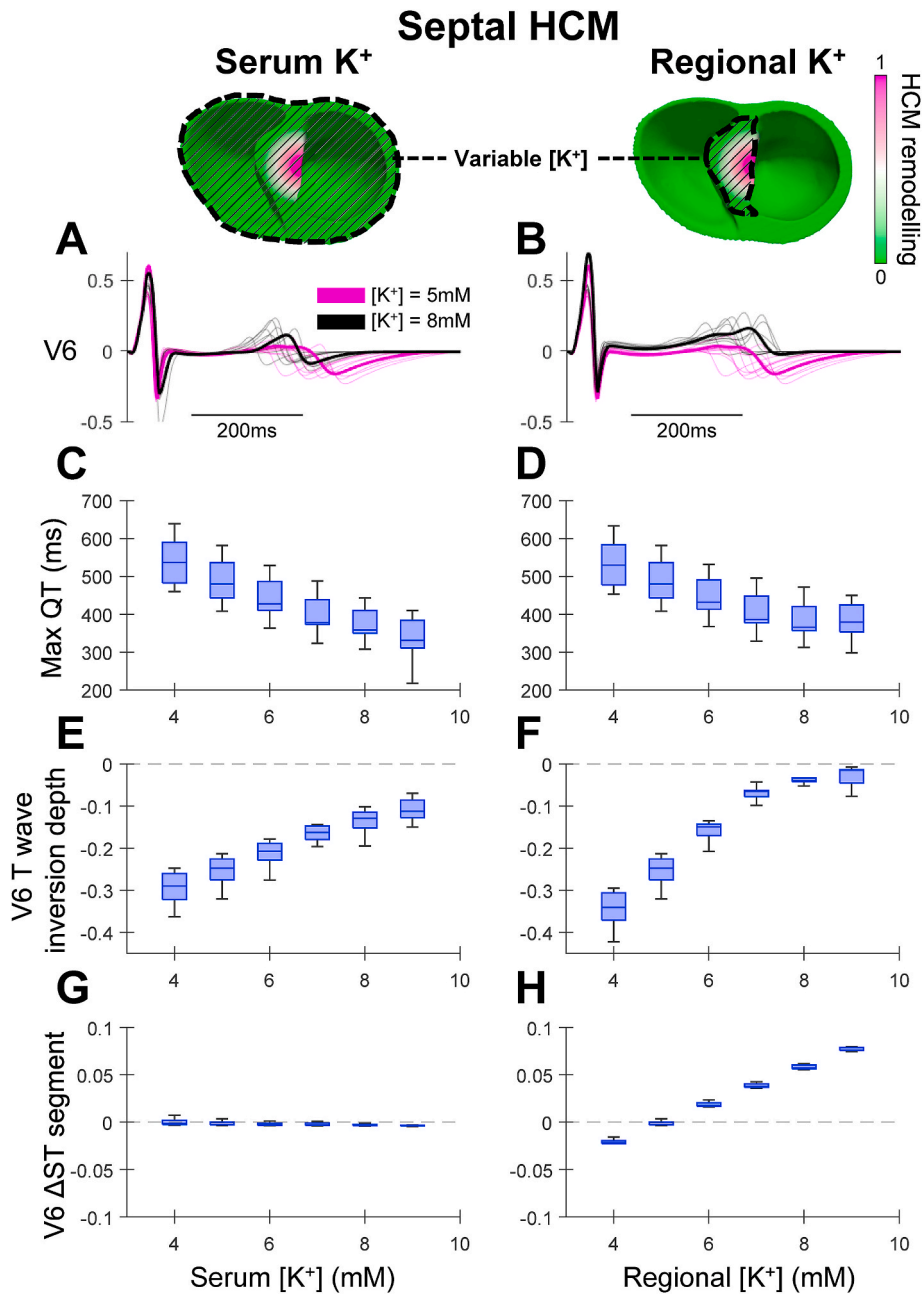 Septal HCM
Serum K+
Regional K+
1
HCM remodelling
0
Variable [K+]
A
B
0.5
[K+] = 5mM
[K+] = 8mM
V6
0
-0.5
200ms
0.5
0
-0.5
200ms
C
D
Max QT (ms)
700
600
500
400
300
200
4 6 8 10
700
600
500
400
300
200
4 6 8 10
E
F
V6 T wave
inversion depth
0
-0.1
-0.2
-0.3
-0.4
4 6 8 10
0
-0.1
-0.2
-0.3
-0.4
4 6 8 10
G
H
V6 ΔST segment
0.1
0.05
0
-0.05
-0.1
4 6 8 10
Serum [K+] (mM)
0.1
0.05
0
-0.05
-0.1
4 6 8 10
Regional [K+] (mM)